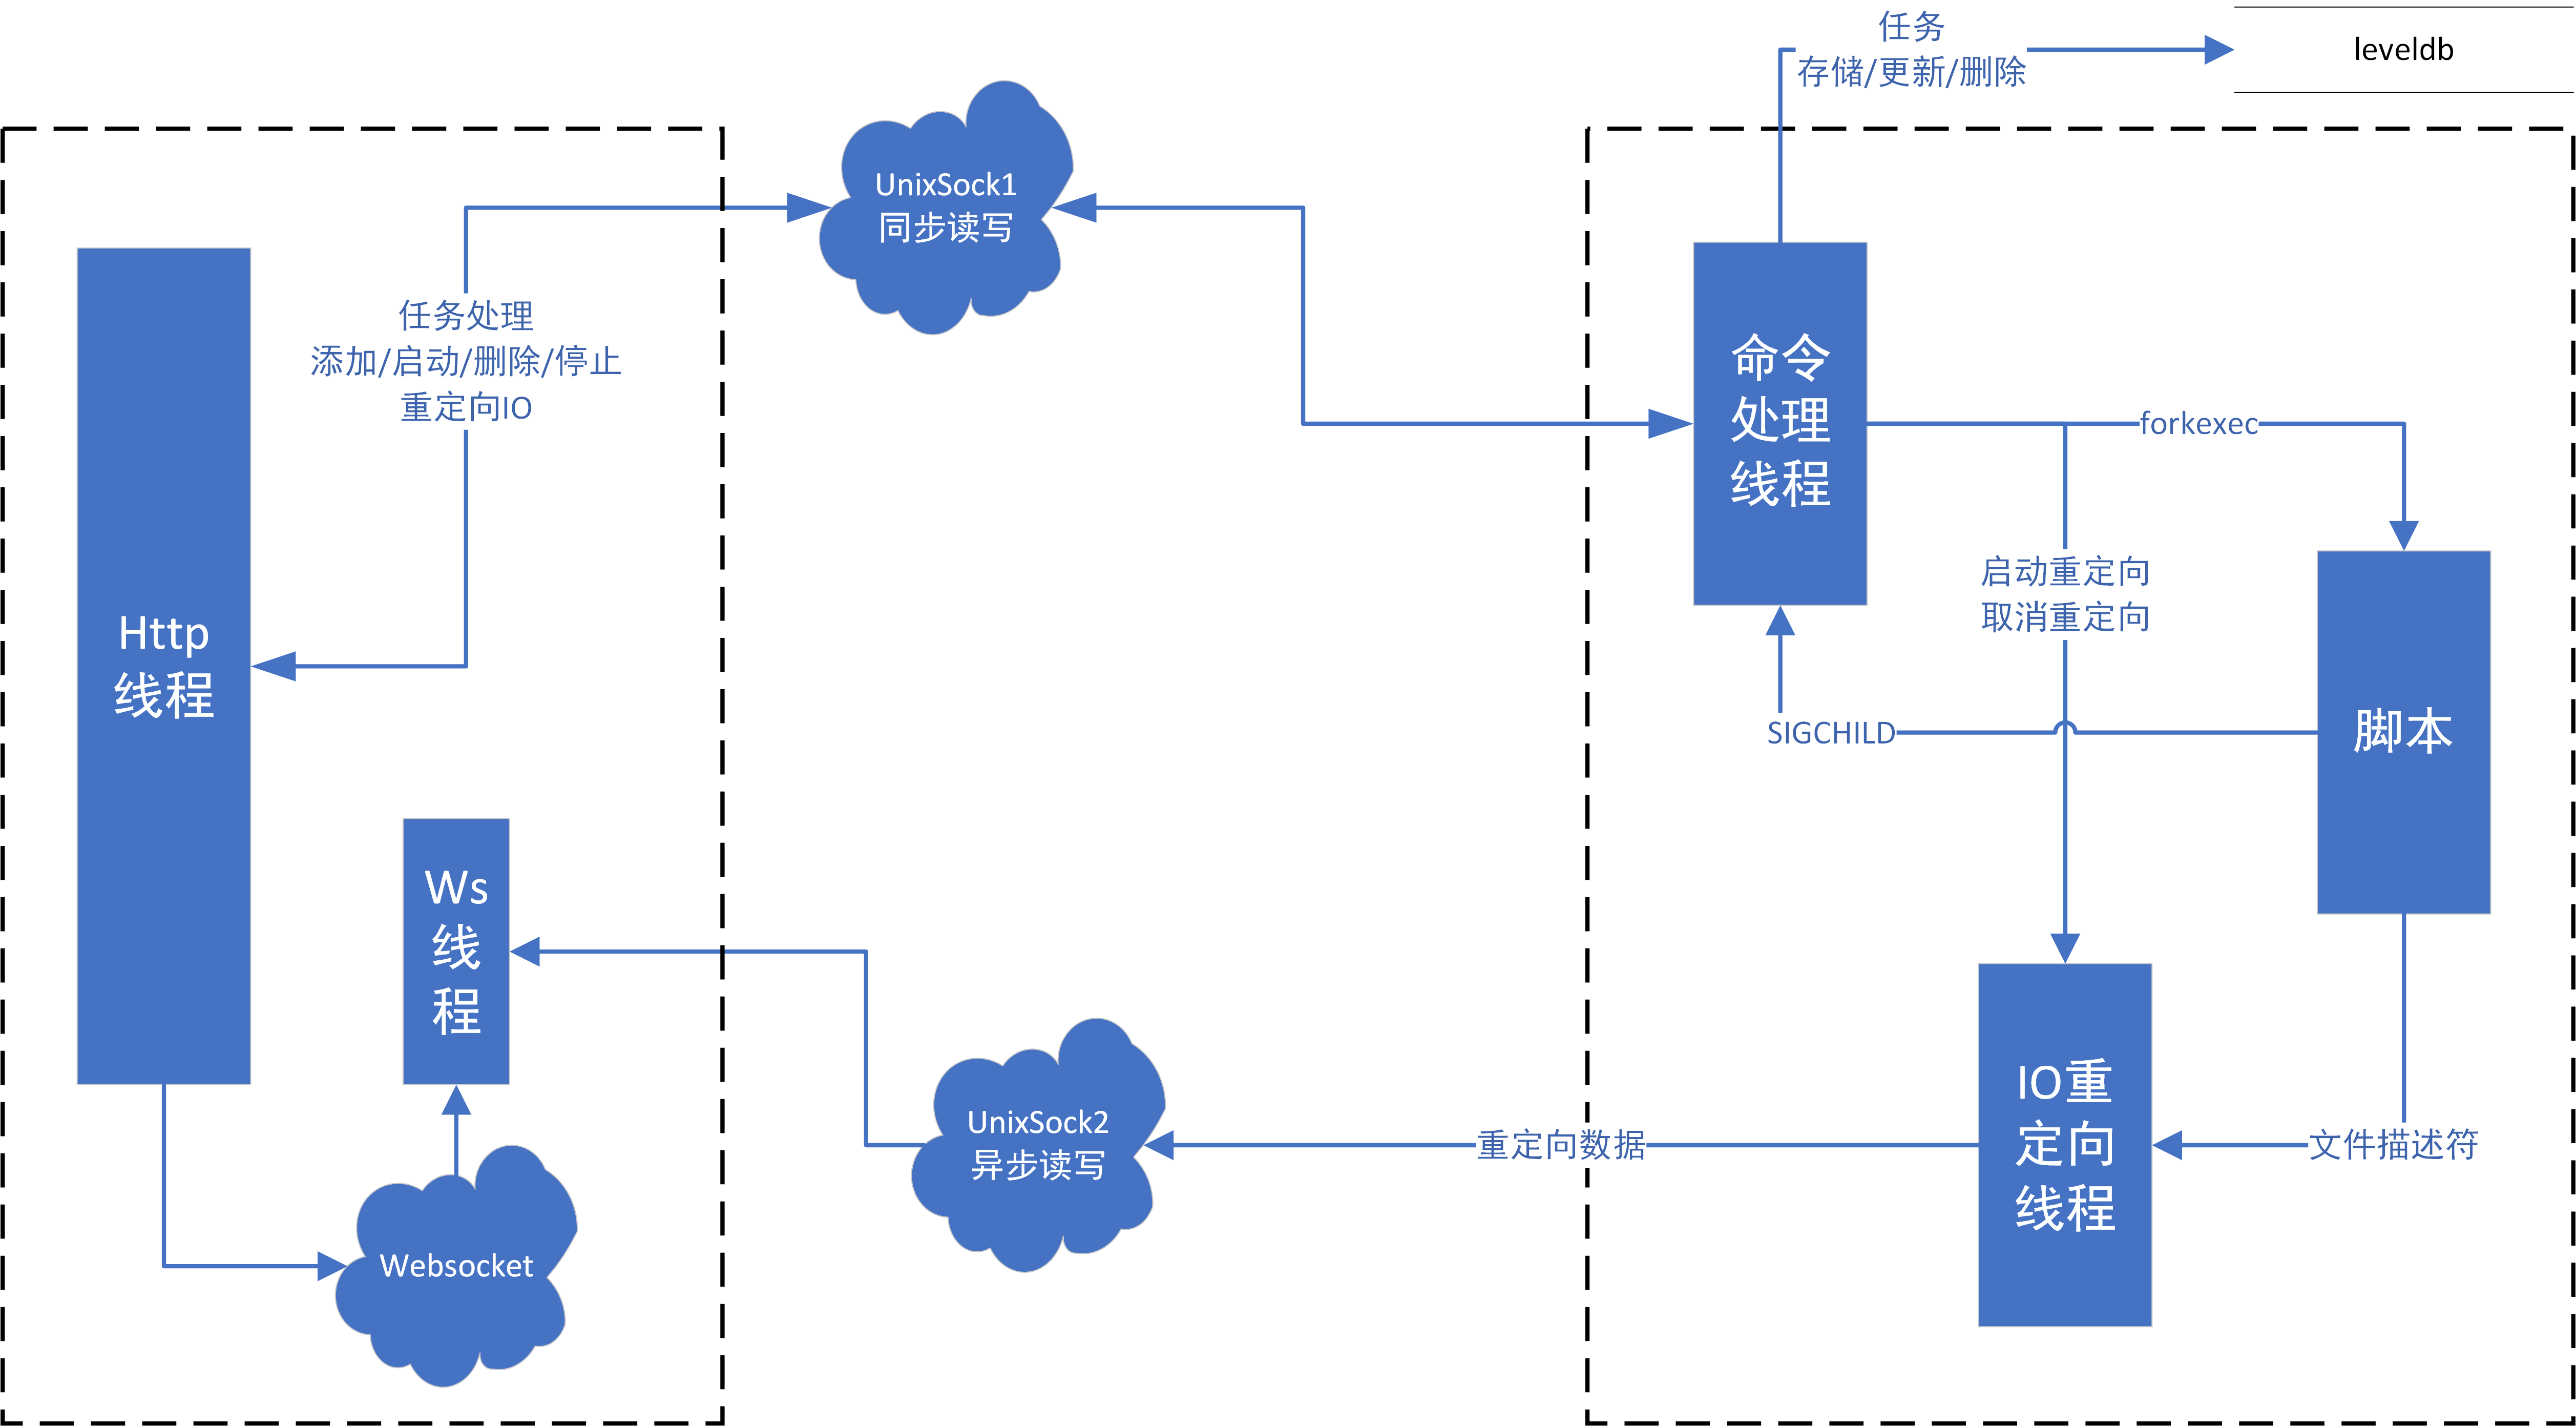 任务
存储/更新/删除
leveldb
UnixSock1
同步读写
任务处理
添加/启动/删除/停止
重定向IO
命令
处理
线程
forkexec
启动重定向
取消重定向
Http
线程
SIGCHILD
脚本
Ws
线
程
UnixSock2
异步读写
重定向数据
IO重
定向
线程
文件描述符
Websocket